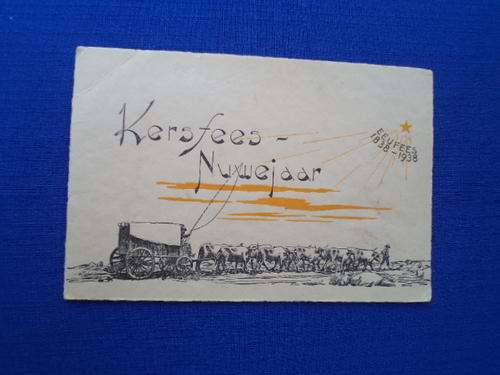 Kersfees -
Nuwejaar
EEUFEES
1838 - 1938